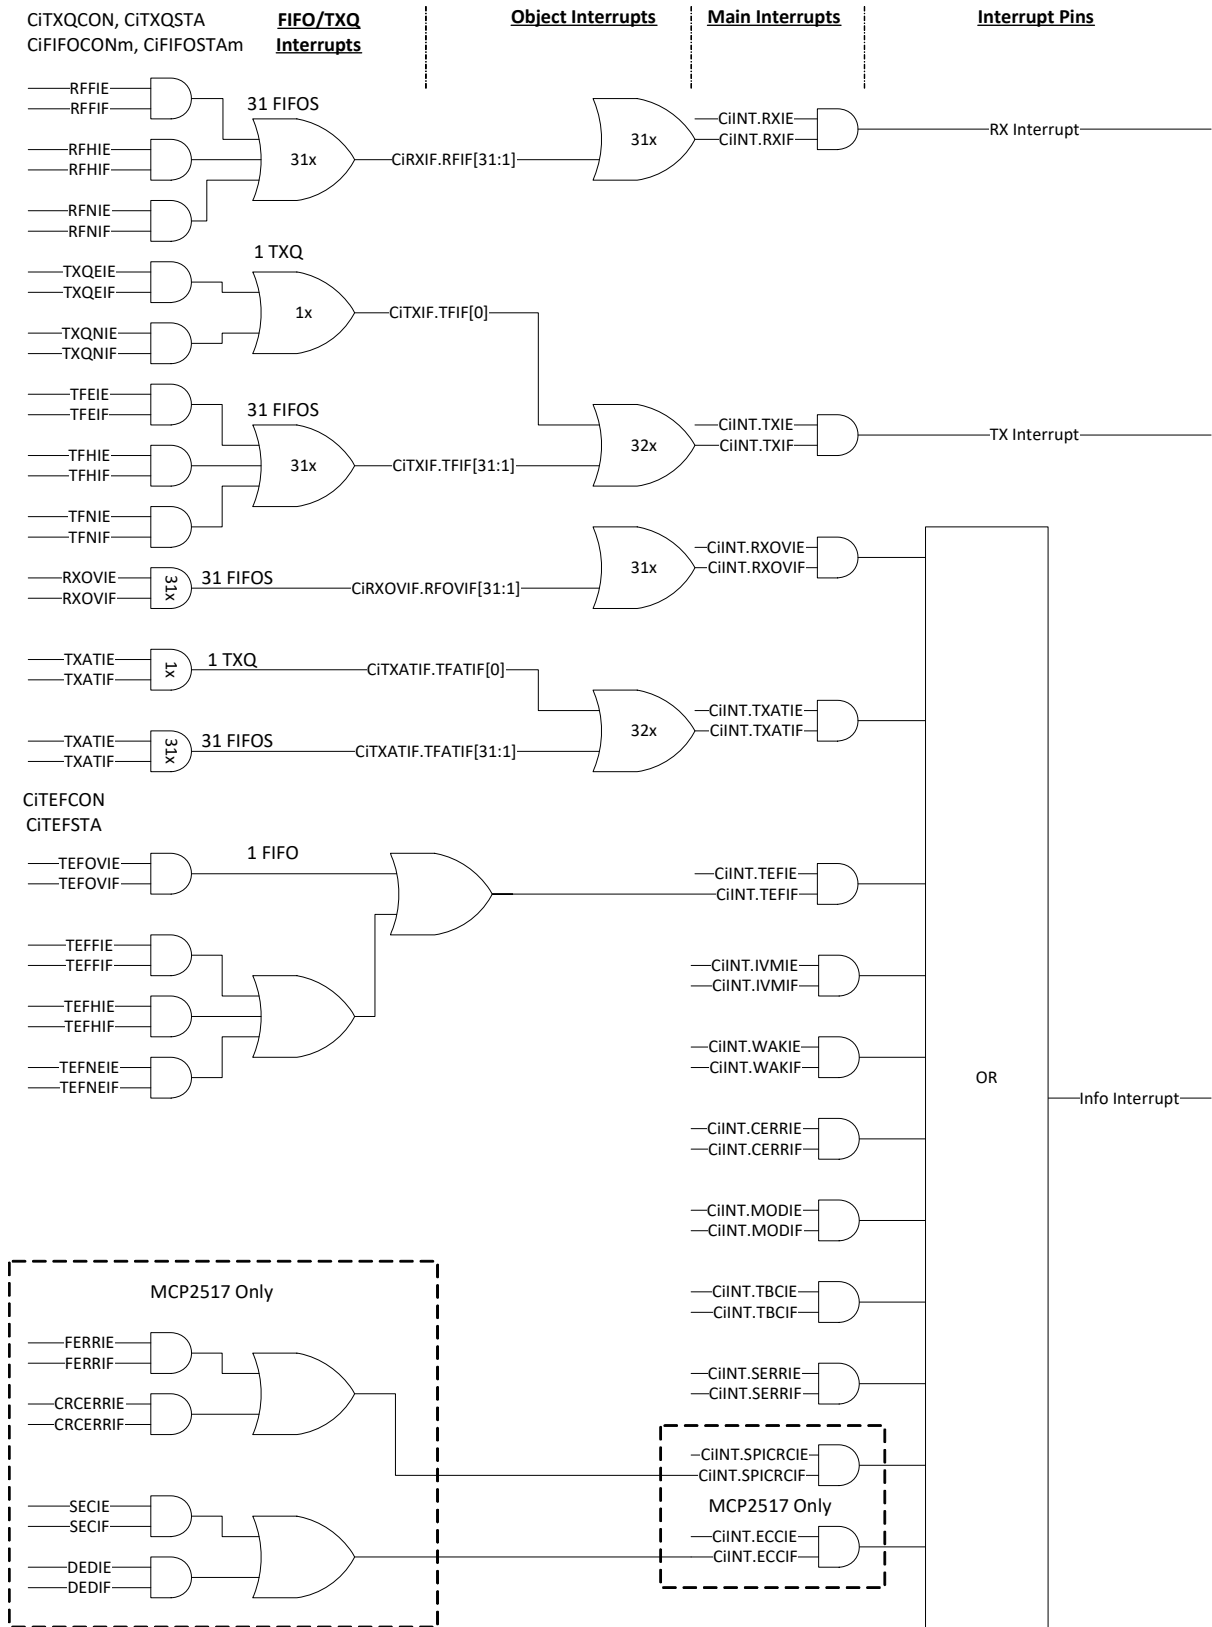 CiTXQCON, CiTXQSTA
CiFIFOCONm, CiFIFOSTAm
FIFO/TXQ
Interrupts
Object Interrupts
Main Interrupts
Interrupt Pins
RFFIE
RFFIF
31 FIFOS
RFHIE
RFHIF
31x
CiRXIF.RFIF[31:1]
31x
CiINT.RXIE
CiINT.RXIF
RX Interrupt
RFNIE
RFNIF
1 TXQ
TXQEIE
TXQEIF
1x
CiTXIF.TFIF[0]
TXQNIE
TXQNIF
TFEIE
TFEIF
31 FIFOS
TFHIE
TFHIF
31x
CiTXIF.TFIF[31:1]
32x
CiINT.TXIE
CiINT.TXIF
TX Interrupt
TFNIE
TFNIF
RXOVIE
RXOVIF
31x
31 FIFOS
CiRXOVIF.RFOVIF[31:1]
31x
CiINT.RXOVIE
CiINT.RXOVIF
TXATIE
TXATIF
1x
1 TXQ
CiTXATIF.TFATIF[0]
TXATIE
TXATIF
31x
31 FIFOS
CiTXATIF.TFATIF[31:1]
32x
CiINT.TXATIE
CiINT.TXATIF
CiTEFCON
CiTEFSTA
TEFOVIE
TEFOVIF
1 FIFO
CiINT.TEFIE
CiINT.TEFIF
TEFFIE
TEFFIF
TEFHIE
TEFHIF
TEFNEIE
TEFNEIF
CiINT.IVMIE
CiINT.IVMIF
CiINT.WAKIE
CiINT.WAKIF
OR
Info Interrupt
CiINT.CERRIE
CiINT.CERRIF
CiINT.MODIE
CiINT.MODIF
CiINT.TBCIE
CiINT.TBCIF
CiINT.SERRIE
CiINT.SERRIF
MCP2517 Only
FERRIE
FERRIF
CRCERRIE
CRCERRIF
SECIE
SECIF
DEDIE
DEDIF
CiINT.SPICRCIE
CiINT.SPICRCIF
MCP2517 Only
CiINT.ECCIE
CiINT.ECCIF